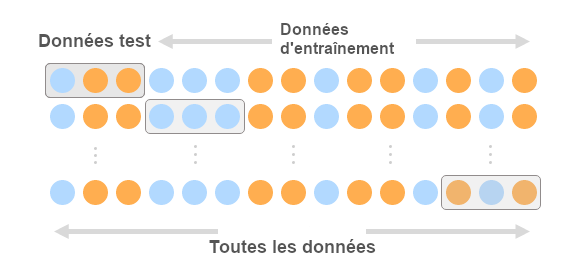 Données test
Données
d'entraînement
Toutes les données